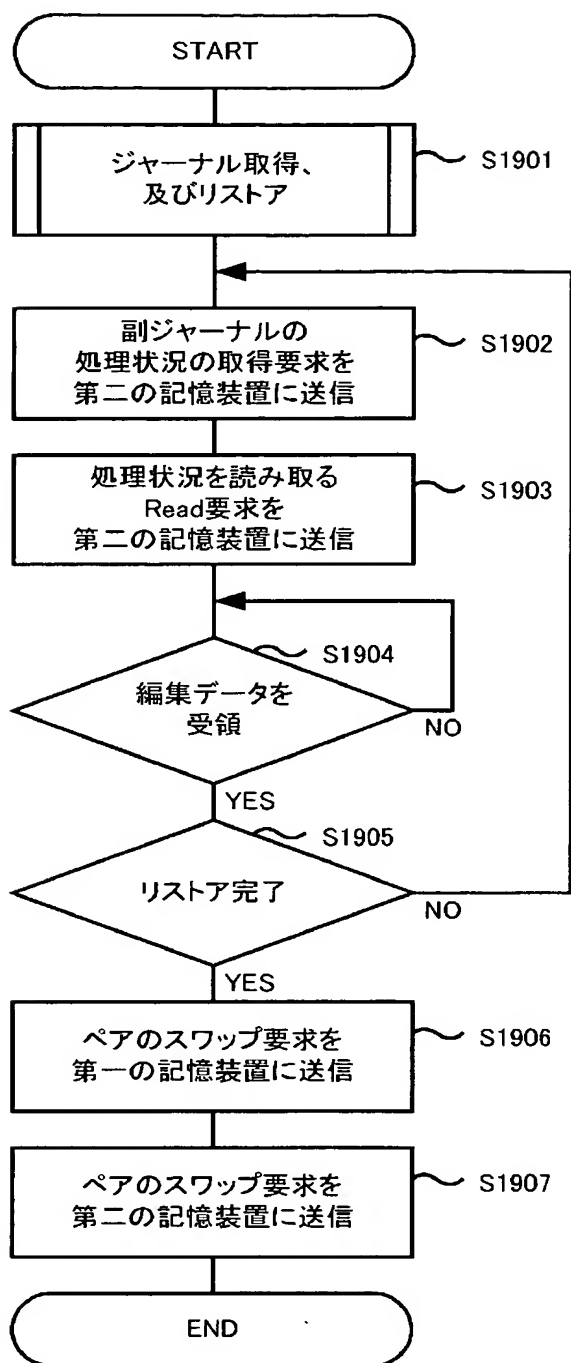 START
ジャーナル取得、
及びリストア
S1901
副ジャーナルの
処理状況の取得要求を
第二の記憶装置に送信
S1902
処理状況を読み取る
Read要求を
第二の記憶装置に送信
S1903
S1904
編集データを
受領
NO
YES
S1905
リストア完了
NO
YES
ペアのスワップ要求を
第一の記憶装置に送信
S1906
ペアのスワップ要求を
第二の記憶装置に送信
S1907
END